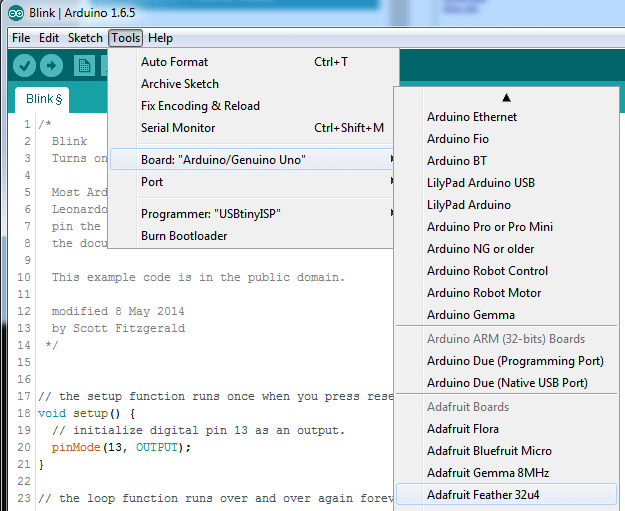 Blink | Arduino 1.6.5
File Edit Sketch Tools Help
Auto Format Ctrl+T
Archive Sketch
Fix Encoding & Reload
Serial Monitor Ctrl+Shift+M
Board: "Arduino/Genuino Uno"
Port
Programmer: "USBtinyISP"
Burn Bootloader
Arduino Ethernet
Arduino Fio
Arduino BT
LilyPad Arduino USB
LilyPad Arduino
Arduino Pro or Pro Mini
Arduino NG or older
Arduino Robot Control
Arduino Robot Motor
Arduino Gemma
Arduino ARM (32-bits) Boards
Arduino Due (Programming Port)
Arduino Due (Native USB Port)
Adafruit Boards
Adafruit Flora
Adafruit Bluefruit Micro
Adafruit Gemma 8MHz
Adafruit Feather 32u4
Blink §
1 /*
2 Blink
3 Turns on
4
5 Most Ard
6 Leonardo
7 pin the
8 the docu
9
10 This example code is in the public domain.
11
12 modified 8 May 2014
13 by Scott Fitzgerald
14 */
15
16
17 // the setup function runs once when you press rese
18 void setup() {
19 // initialize digital pin 13 as an output.
20 pinMode(13, OUTPUT);
21 }
22
23 // the loop function runs over and over again forev